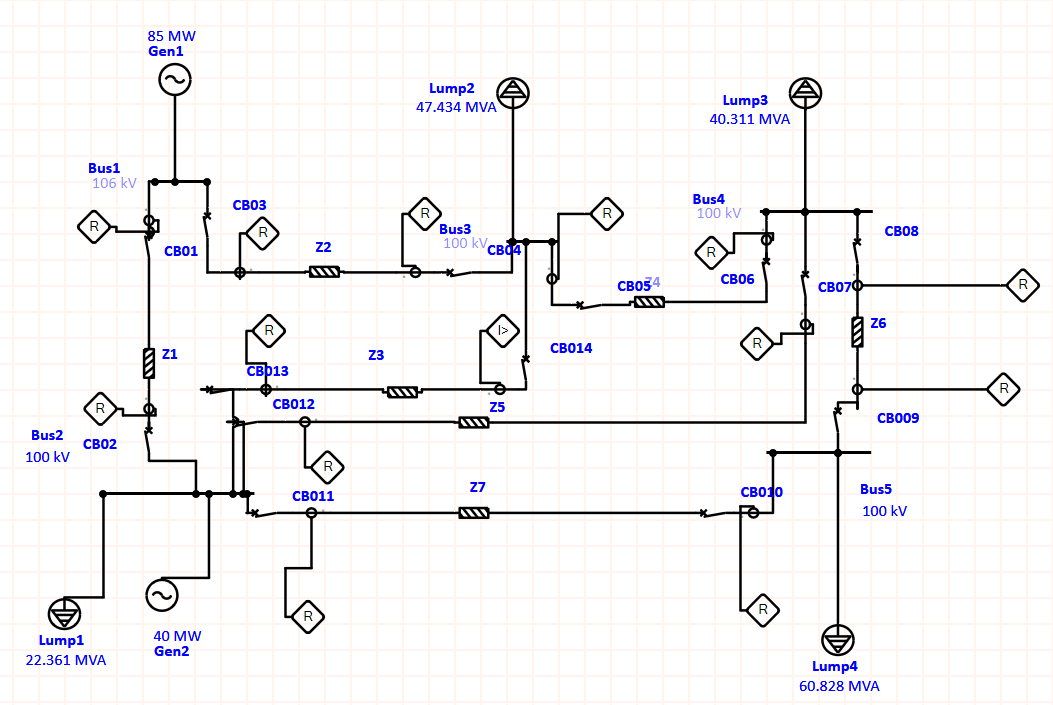 85 MW
Gen1
Lump2
47.434 MVA
Lump3
40.311 MVA
Bus1
106 kV
R
CB01
CB03
R
Z2
R
Bus3
100 kV
CB04
R
Bus4
100 kV
R
CB06
CB05
Z4
CB07
CB08
R
R
Z6
R
CB009
Z1
R
CB02
Bus2
100 kV
R
CB013
Z3
I>
CB014
CB012
Z5
R
CB011
Z7
CB010
Bus5
100 kV
R
R
Lump1
22.361 MVA
40 MW
Gen2
Lump4
60.828 MVA